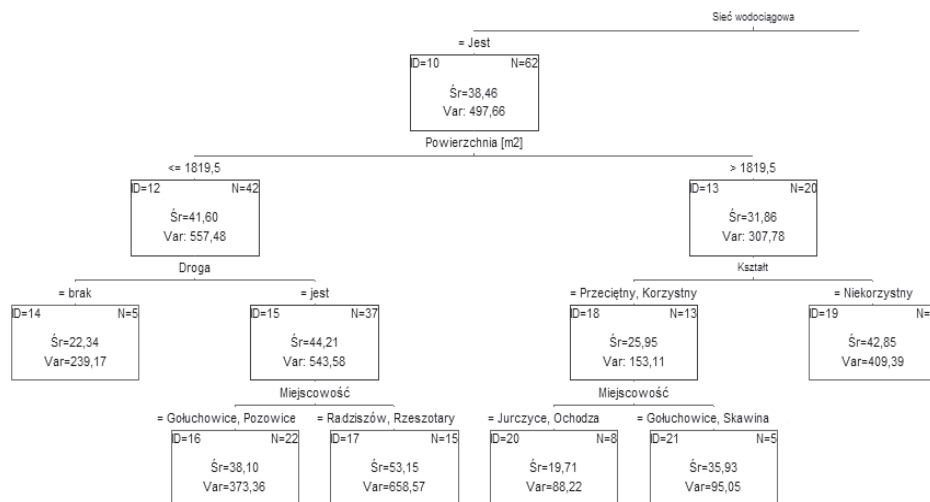 Sieć wodociągowa
= Jest
ID=10 N=62
Śr=38,46
Var: 497,66
Powierzchnia [m2]
<= 1819,5 > 1819,5
ID=12 N=42 ID=13 N=20
Śr=41,60 Śr=31,86
Var: 557,48 Var: 307,78
Droga Kształt
= brak = jest = Przeciętny, Korzystny = Niekorzystny
ID=14 N=5 ID=15 N=37 ID=18 N=13 ID=19 N=
Śr=22,34 Śr=44,21 Śr=25,95 Śr=42,85
Var=239,17 Var: 543,58 Var: 153,11 Var=409,39
Miejscowość Miejscowość
= Gołuchowice, Pozowice = Radziszów, Rzeszotary = Jurczyce, Ochodza = Gołuchowice, Skawina
ID=16 N=22 ID=17 N=15 ID=20 N=8 ID=21 N=5
Śr=38,10 Śr=53,15 Śr=19,71 Śr=35,93
Var=373,36 Var=658,57 Var=88,22 Var=95,05